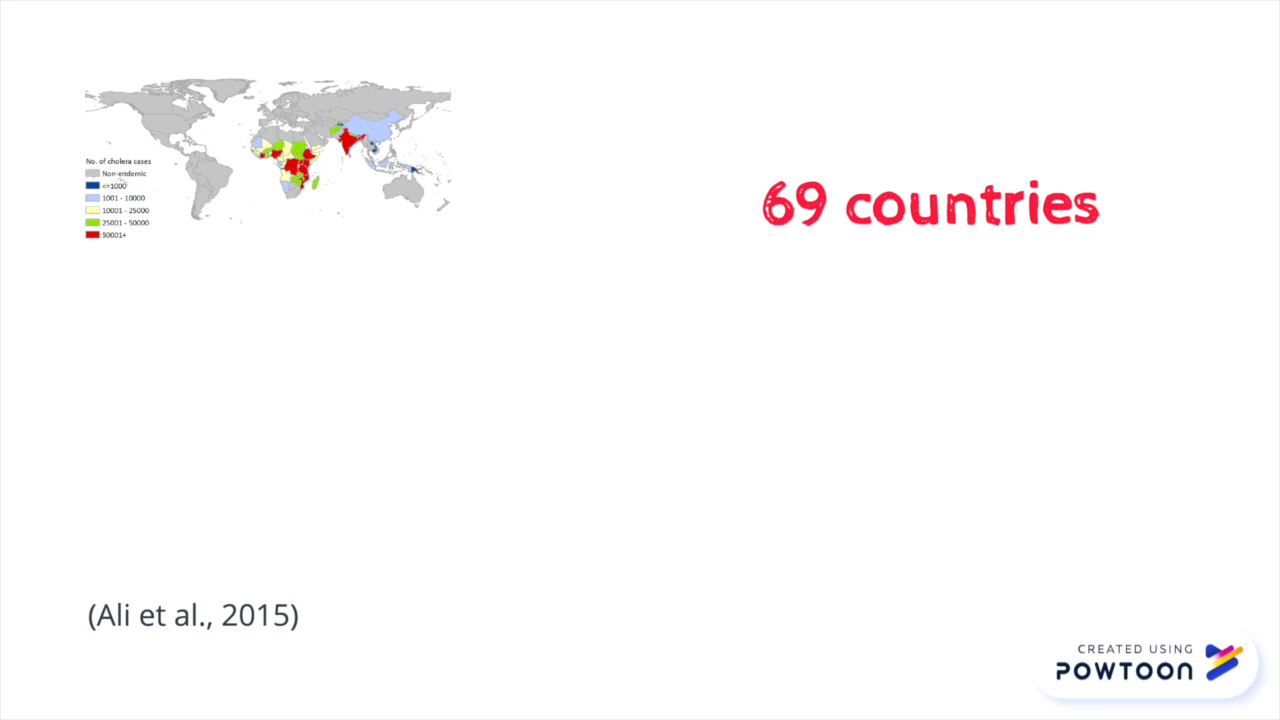 No. of cholera cases
Non-endemic
<=1000
1001 - 10000
10001 - 25000
25001 - 50000
50001+
69 countries
(Ali et al., 2015)
CREATED USING
POWTOON